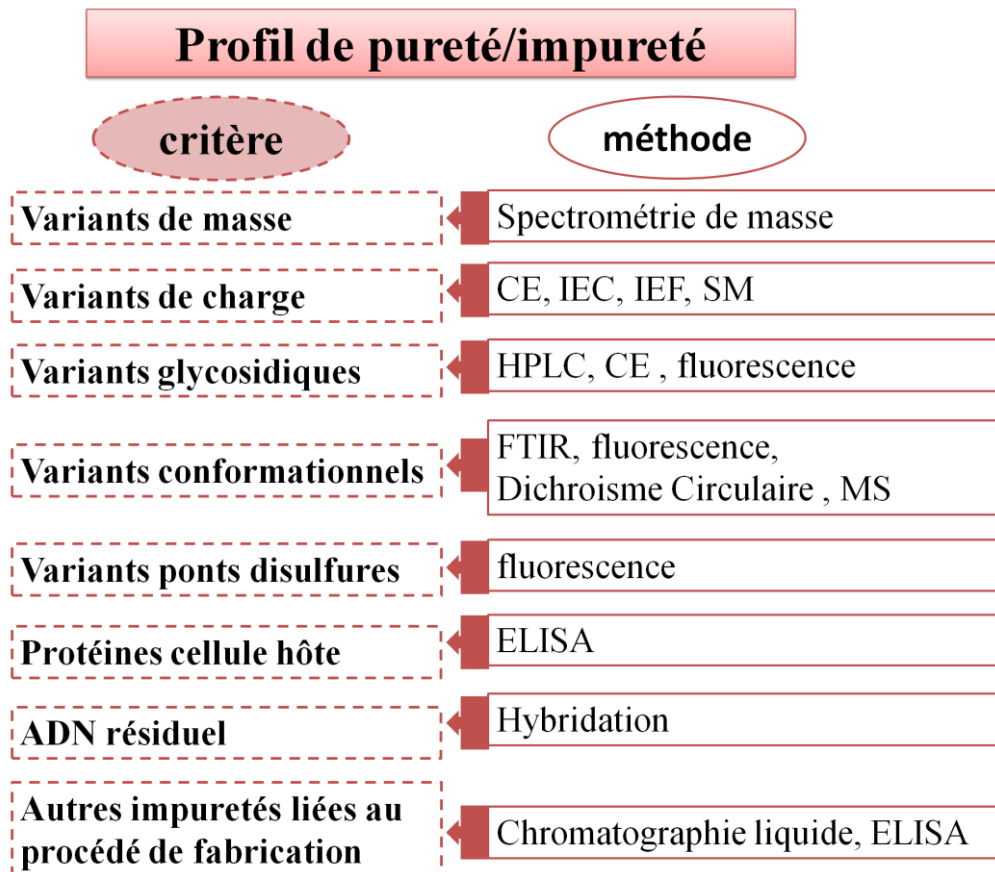 Profil de pureté/impureté
critère
méthode
Variants de masse
Spectrométrie de masse
Variants de charge
CE, IEC, IEF, SM
Variants glycosidiques
HPLC, CE , fluorescence
Variants conformationnels
FTIR, fluorescence,
Dichroisme Circulaire , MS
Variants ponts disulfures
fluorescence
Protéines cellule hôte
ELISA
ADN résiduel
Hybridation
Autres impuretés liées au
procédé de fabrication
Chromatographie liquide, ELISA